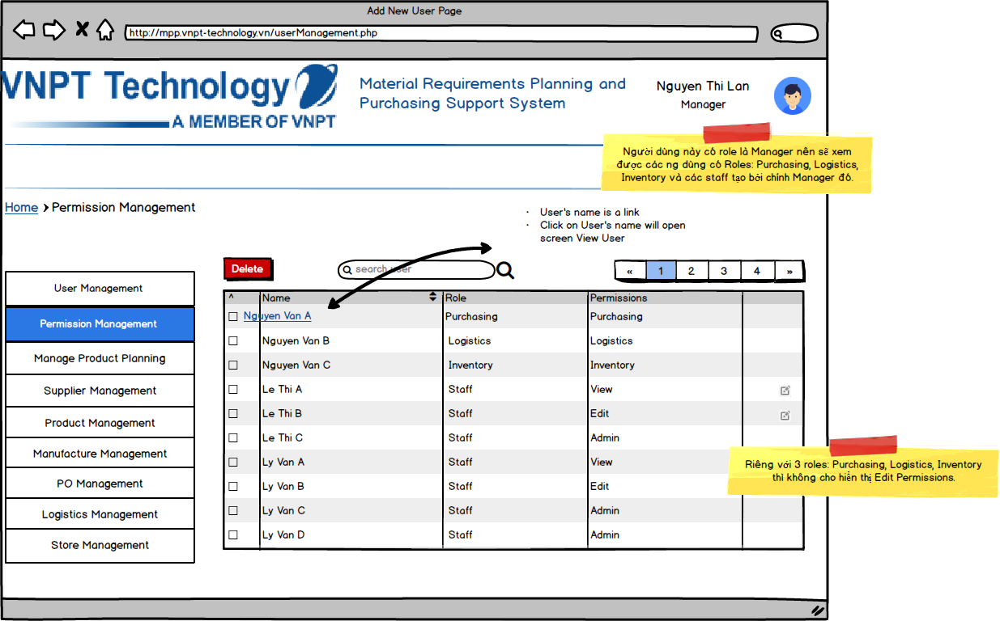 Add New User Page
http://mpp.vnpt-technology.vn/userManagement.php
VNPT Technology
A MEMBER OF VNPT
Material Requirements Planning and
Purchasing Support System
Nguyen Thi Lan
Manager
Người dùng này có role là Manager nên sẽ xem
được các ng dùng có Roles: Purchasing, Logistics,
Inventory và các staff tạo bởi chính Manager đó.
Home > Permission Management
· User's name is a link
· Click on User's name will open
screen View User
Delete
search user
« 1 2 3 4 »
User Management
Permission Management
Manage Product Planning
Supplier Management
Product Management
Manufacture Management
PO Management
Logistics Management
Store Management
^ Name Role Permissions
Nguyen Van A Purchasing Purchasing
Nguyen Van B Logistics Logistics
Nguyen Van C Inventory Inventory
Le Thi A Staff View
Le Thi B Staff Edit
Le Thi C Staff Admin
Ly Van A Staff View
Ly Van B Staff Edit
Ly Van C Staff Admin
Ly Van D Staff Admin
Riêng với 3 roles: Purchasing, Logistics, Inventory
thì không cho hiển thị Edit Permissions.